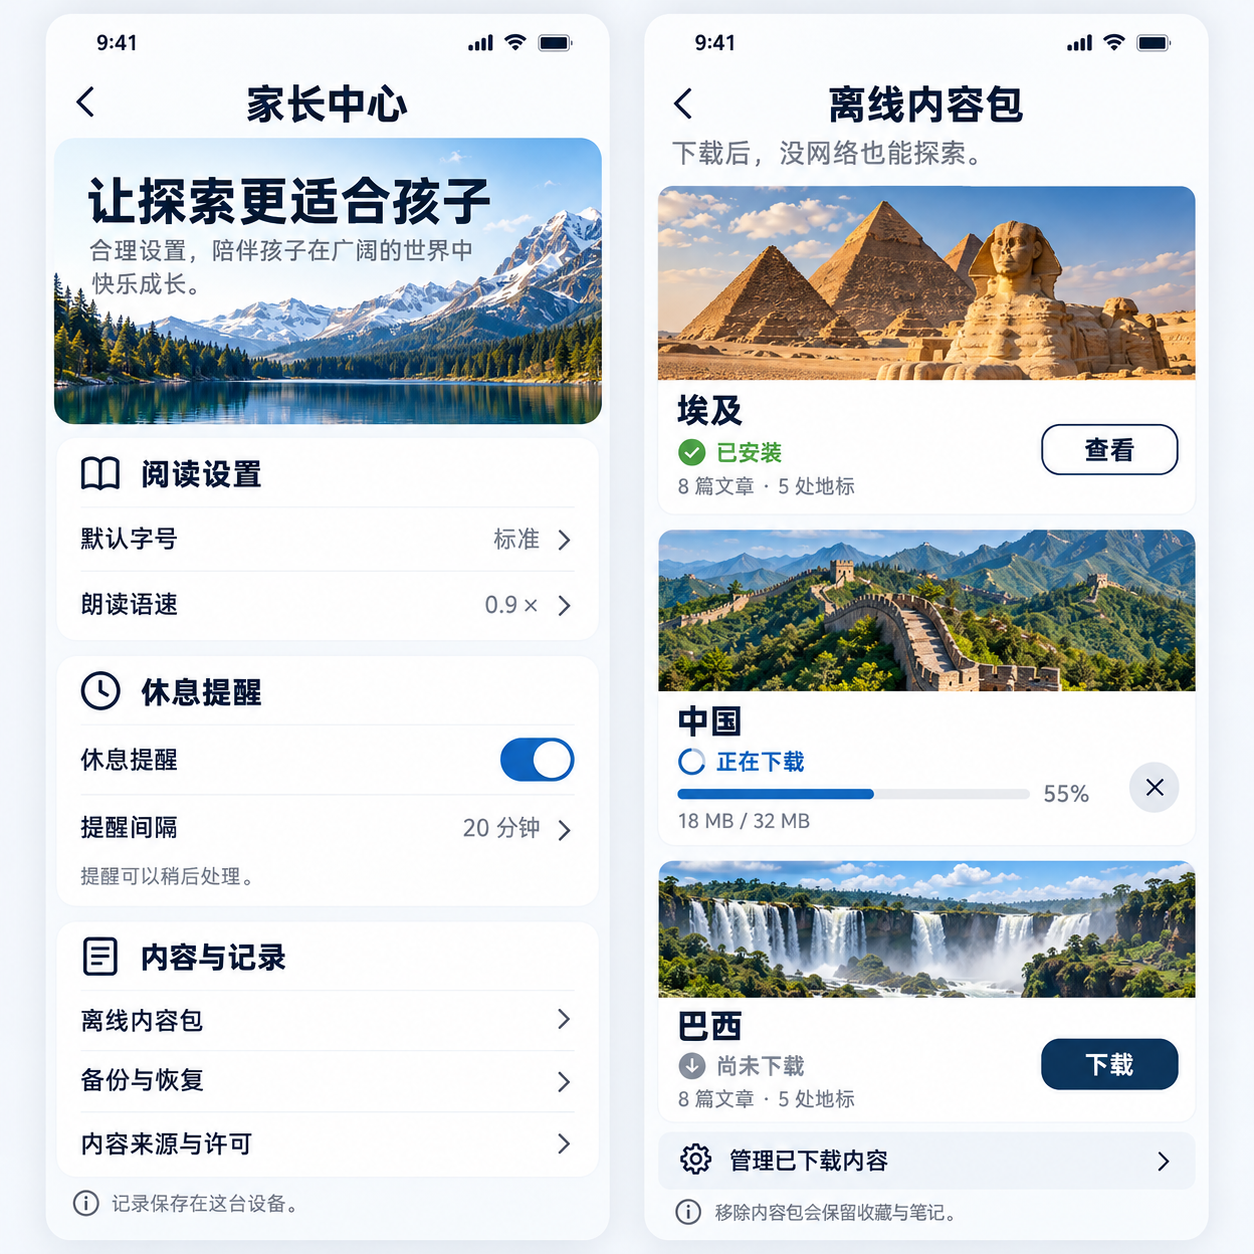 9:41
家长中心
让探索更适合孩子
合理设置，陪伴孩子在广阔的世界中
快乐成长。
阅读设置
默认字号 标准
朗读语速 0.9 ×
休息提醒
休息提醒
提醒间隔 20 分钟
提醒可以稍后处理。
内容与记录
离线内容包
备份与恢复
内容来源与许可
记录保存在这台设备。
9:41
离线内容包
下载后，没网络也能探索。
埃及
已安装
8 篇文章 · 5 处地标
查看
中国
正在下载
55%
18 MB / 32 MB
巴西
尚未下载
8 篇文章 · 5 处地标
下载
管理已下载内容
移除内容包会保留收藏与笔记。